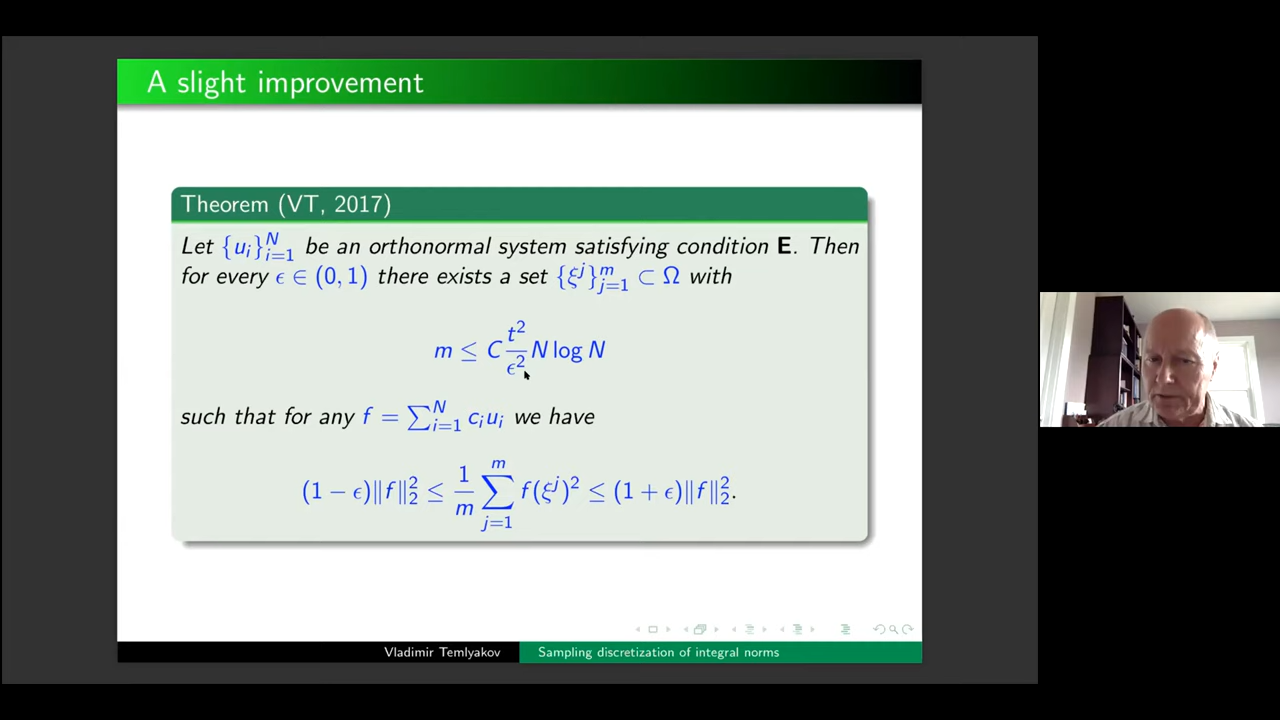 A slight improvement
Theorem (VT, 2017)
Let {u_i}_{i=1}^N be an orthonormal system satisfying condition E. Then
for every ϵ ∈ (0, 1) there exists a set {ξ^j}_{j=1}^m ⊂ Ω with
m ≤ C \frac{t^2}{ϵ^2} N log N
such that for any f = ∑_{i=1}^N c_i u_i we have
(1 − ϵ)‖f‖_2^2 ≤ \frac{1}{m} ∑_{j=1}^m f(ξ^j)^2 ≤ (1 + ϵ)‖f‖_2^2.
Vladimir Temlyakov
Sampling discretization of integral norms